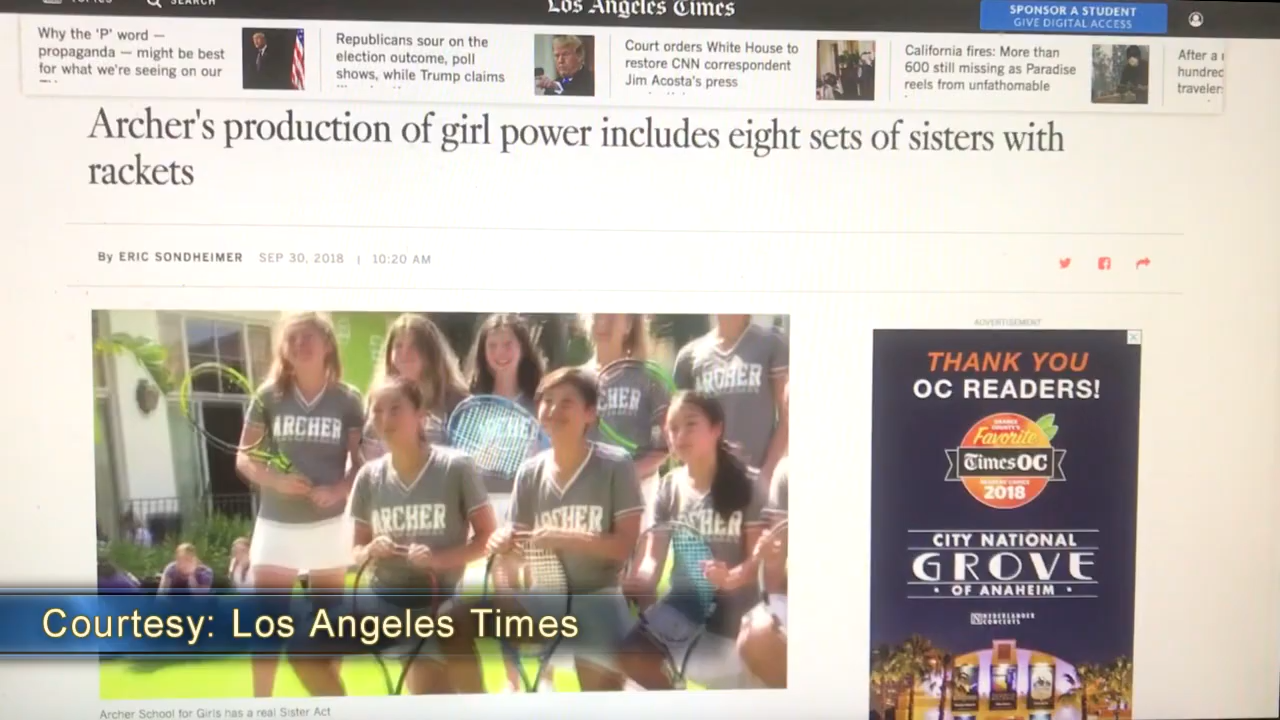 TOPICS
SEARCH
Los Angeles Times
SPONSOR A STUDENT
GIVE DIGITAL ACCESS
Why the 'P' word —
propaganda — might be best
for what we're seeing on our
Republicans sour on the
election outcome, poll
shows, while Trump claims
Court orders White House to
restore CNN correspondent
Jim Acosta's press
California fires: More than
600 still missing as Paradise
reels from unfathomable
After a
hundred
traveler
Archer's production of girl power includes eight sets of sisters with
rackets
By ERIC SONDHEIMER SEP 30, 2018 | 10:20 AM
ADVERTISEMENT
THANK YOU
OC READERS!
Favorite
TimesOC
2018
CITY NATIONAL
GROVE
• OF ANAHEIM •
NEDERLANDER
CONCERTS
ARCHER
ARCHER
ARCHER
ARCHER
Courtesy: Los Angeles Times
Archer School for Girls has a real Sister Act